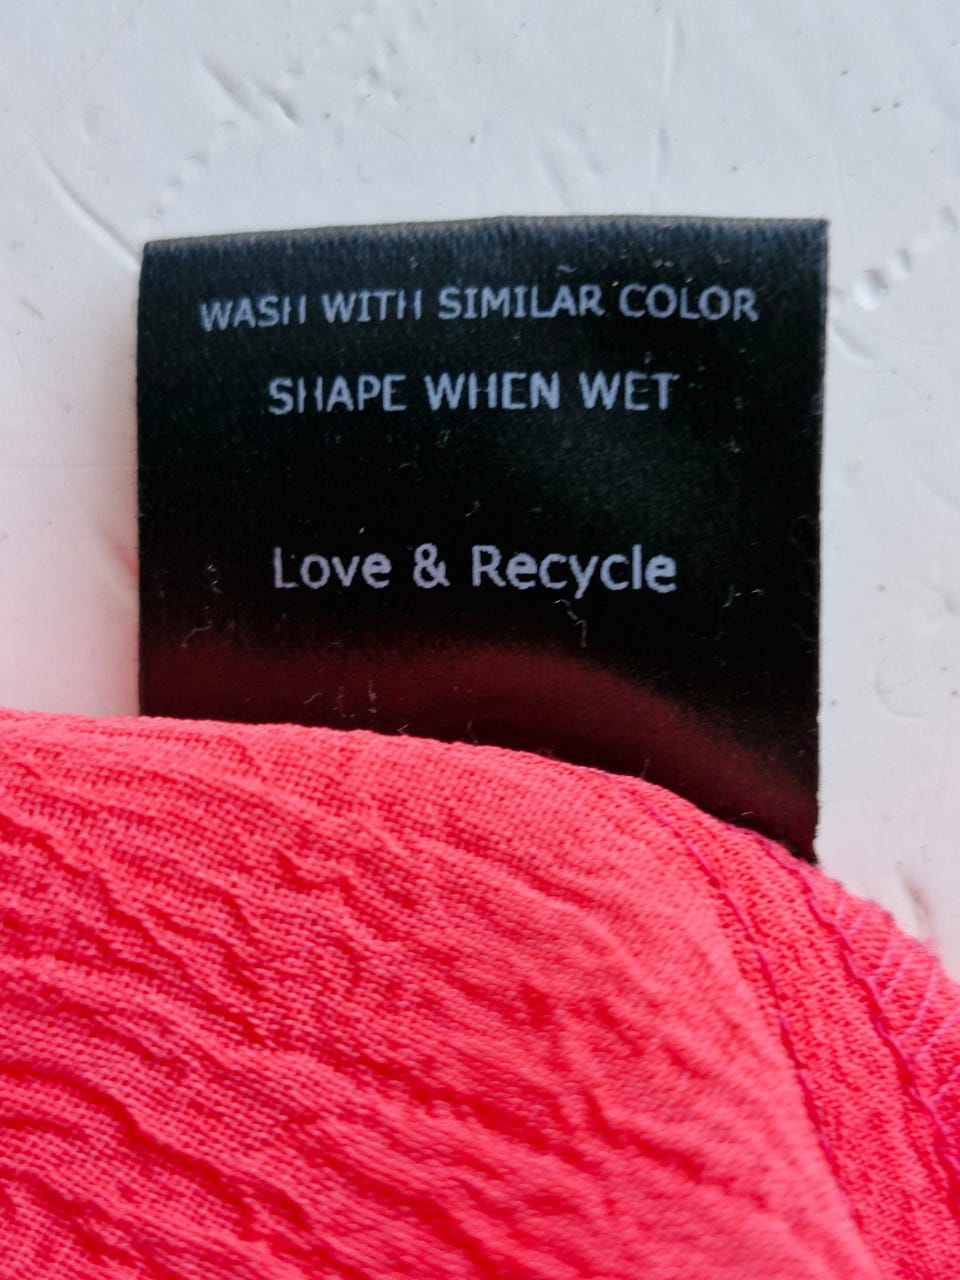 WASH WITH SIMILAR COLOR
SHAPE WHEN WET
Love & Recycle